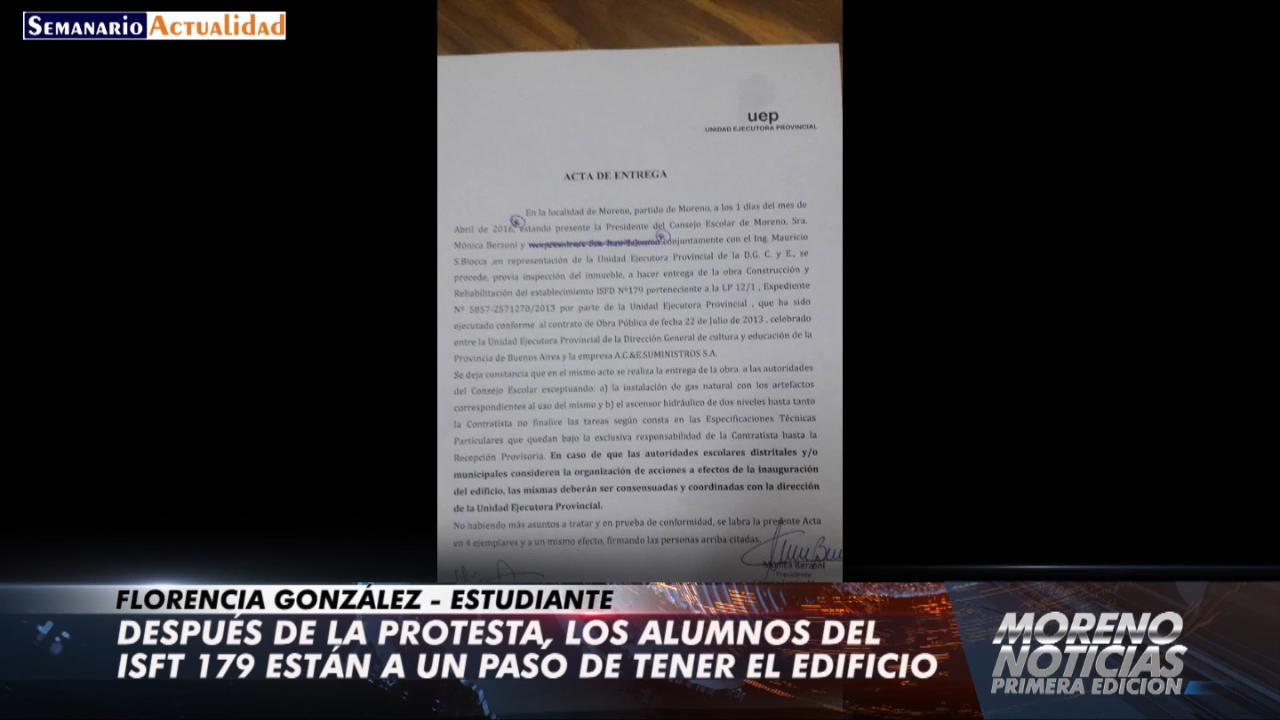 SEMANARIO ACTUALIDAD
uep
UNIDAD EJECUTORA PROVINCIAL
ACTA DE ENTREGA
En la localidad de Moreno, partido de Moreno, a los 1 días del mes de
Abril de 2016, estando presente la Presidente del Consejo Escolar de Moreno, Sra.
Mónica Berzoni y conjuntamente con el Ing. Mauricio
S.Biocca ,en representación de la Unidad Ejecutora Provincial de la D.G. C. y E., se
procede, previa inspección del inmueble, a hacer entrega de la obra Construcción y
Rehabilitación del establecimiento ISFD Nº179 perteneciente a la LP 12/1 , Expediente
Nº 5857-2571270/2013 por parte de la Unidad Ejecutora Provincial , que ha sido
ejecutado conforme al contrato de Obra Pública de fecha 22 de Julio de 2013 , celebrado
entre la Unidad Ejecutora Provincial de la Dirección General de cultura y educación de la
Provincia de Buenos Aires y la empresa A.C.&E.SUMINISTROS S.A.
Se deja constancia que en el mismo acto se realiza la entrega de la obra a las autoridades
del Consejo Escolar exceptuando: a) la instalación de gas natural con los artefactos
correspondientes al uso del mismo y b) el ascensor hidráulico de dos niveles hasta tanto
la Contratista no finalice las tareas según consta en las Especificaciones Técnicas
Particulares que quedan bajo la exclusiva responsabilidad de la Contratista hasta la
Recepción Provisoria. En caso de que las autoridades escolares distritales y/o
municipales consideren la organización de acciones a efectos de la inauguración
del edificio, las mismas deberán ser consensuadas y coordinadas con la dirección
de la Unidad Ejecutora Provincial.
No habiendo más asuntos a tratar y en prueba de conformidad, se labra la presente Acta
en 4 ejemplares y a un mismo efecto, firmando las personas arriba citadas.
Mónica Berzoni
Presidente
FLORENCIA GONZÁLEZ - ESTUDIANTE
DESPUÉS DE LA PROTESTA, LOS ALUMNOS DEL
ISFT 179 ESTÁN A UN PASO DE TENER EL EDIFICIO
MORENO
NOTICIAS
PRIMERA EDICIÓN